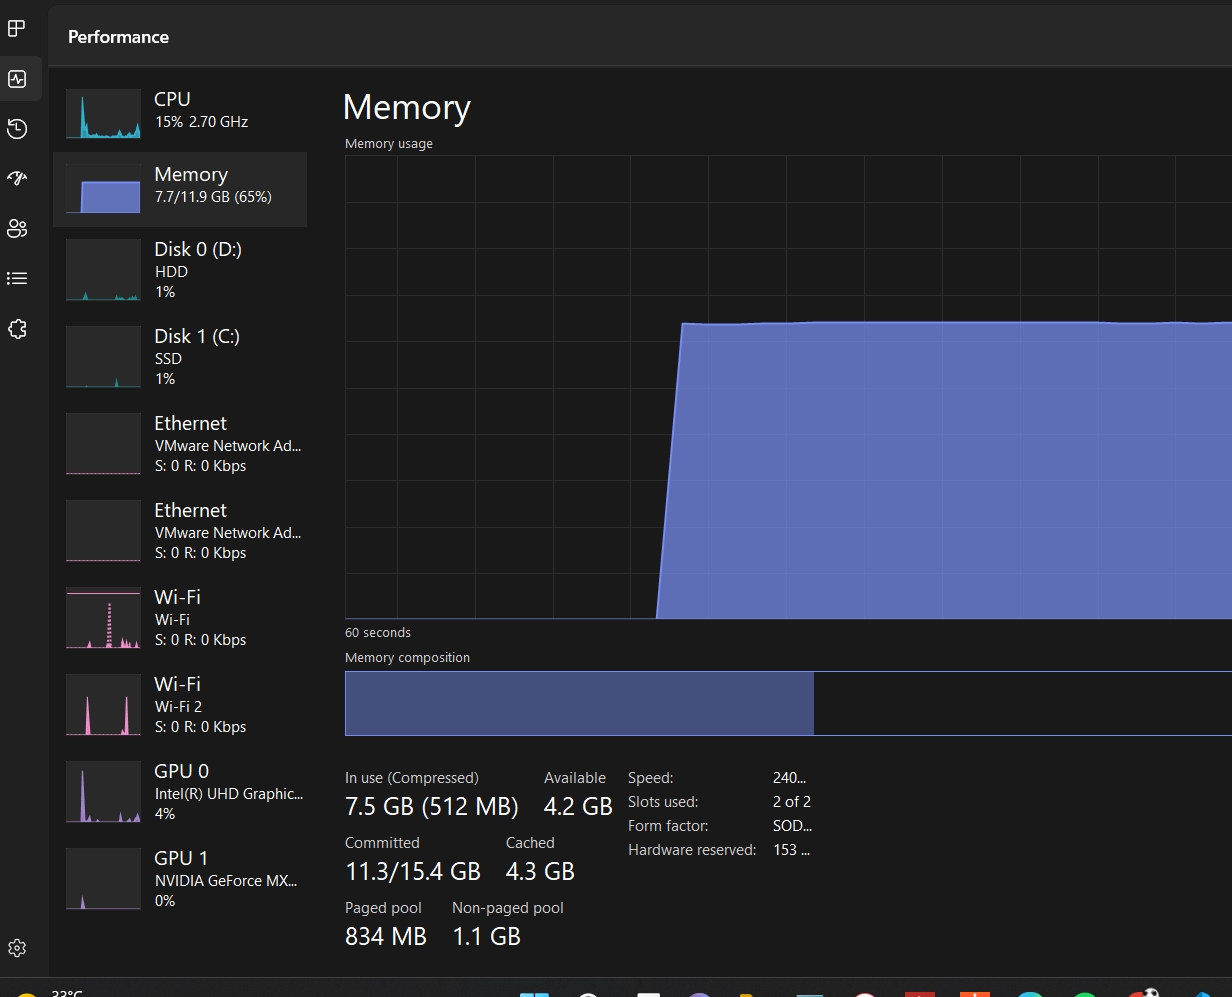 Performance
CPU
15% 2.70 GHz
Memory
7.7/11.9 GB (65%)
Disk 0 (D:)
HDD
1%
Disk 1 (C:)
SSD
1%
Ethernet
VMware Network Ad...
S: 0 R: 0 Kbps
Ethernet
VMware Network Ad...
S: 0 R: 0 Kbps
Wi-Fi
Wi-Fi
S: 0 R: 0 Kbps
Wi-Fi
Wi-Fi 2
S: 0 R: 0 Kbps
GPU 0
Intel(R) UHD Graphic...
4%
GPU 1
NVIDIA GeForce MX...
0%
Memory
Memory usage
60 seconds
Memory composition
In use (Compressed)
7.5 GB (512 MB)
Available
4.2 GB
Committed
11.3/15.4 GB
Cached
4.3 GB
Paged pool
834 MB
Non-paged pool
1.1 GB
Speed: 240...
Slots used: 2 of 2
Form factor: SOD...
Hardware reserved: 153 ...
33°C